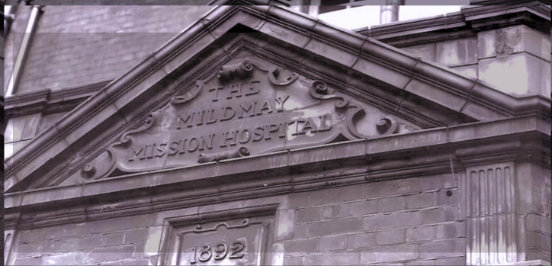 THE
MILDMAY
MISSION HOSPITAL
1892